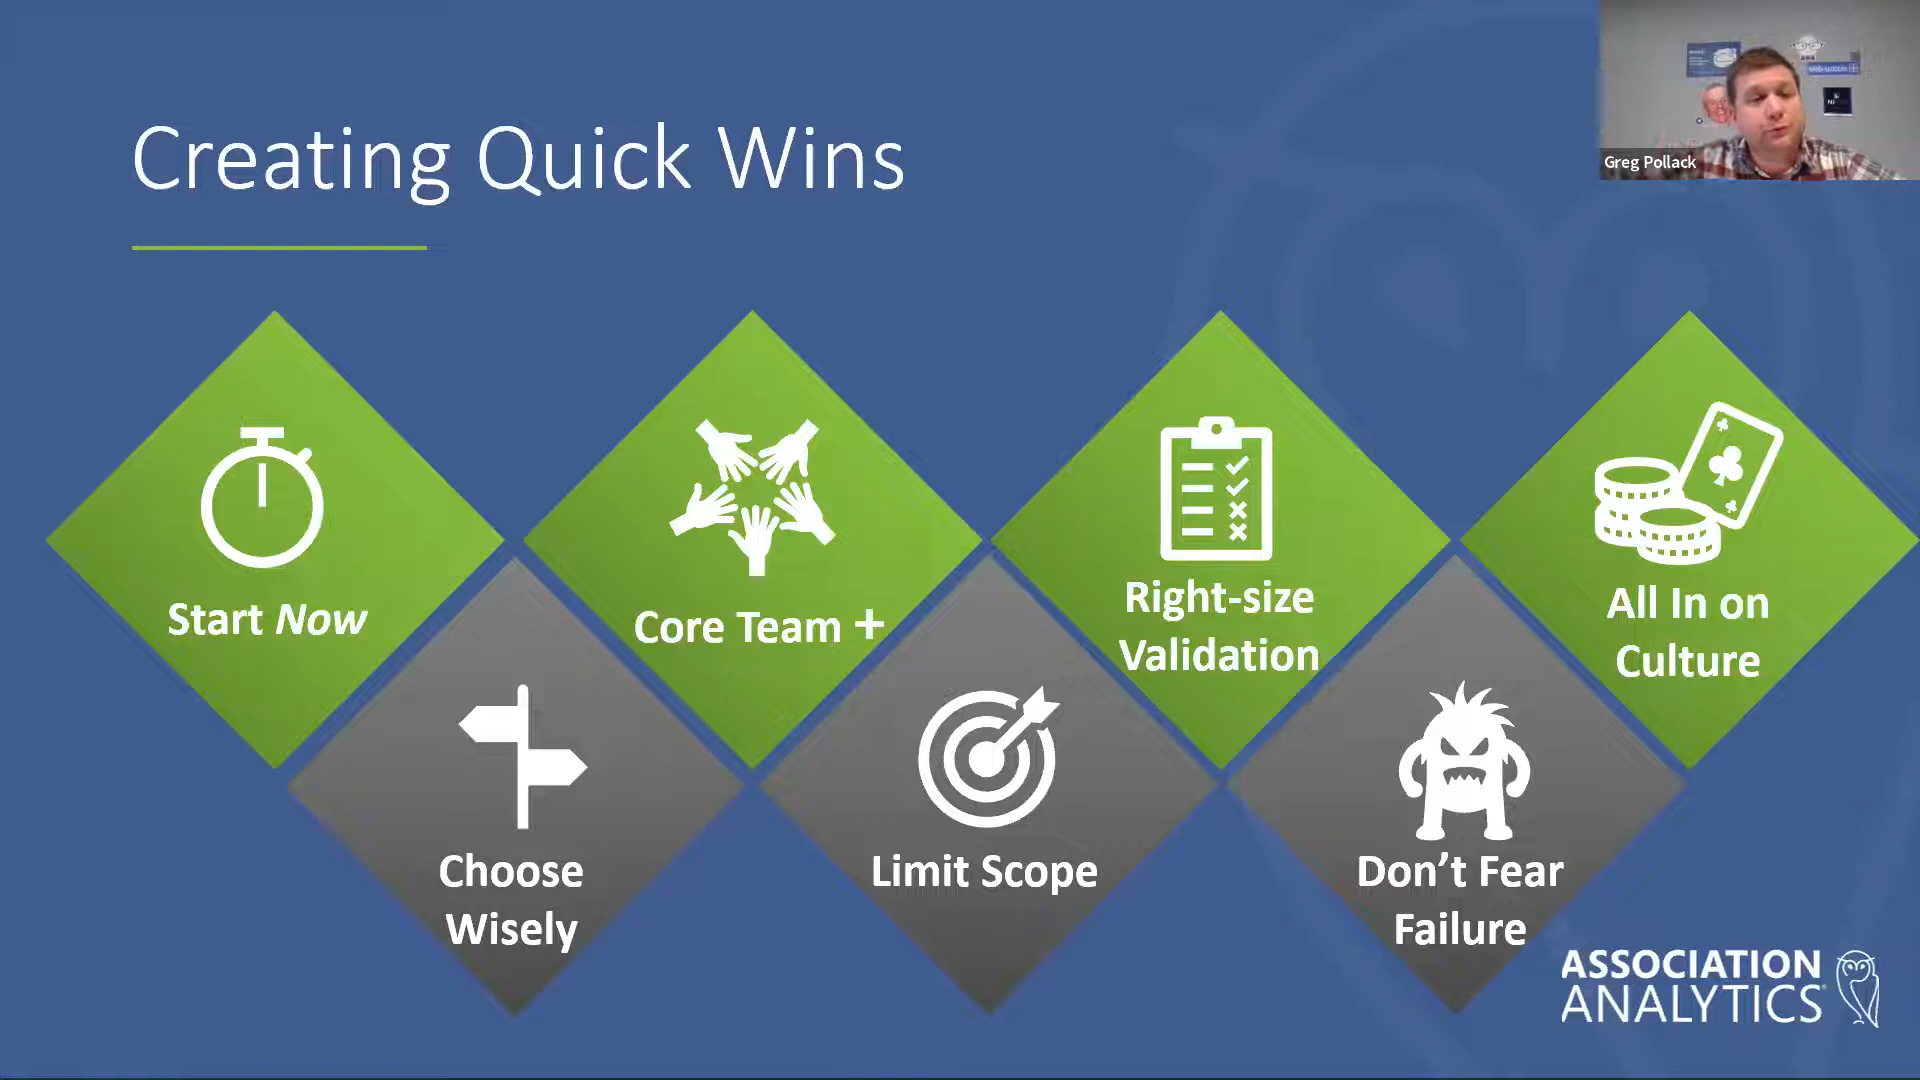 Creating Quick Wins
Greg Pollack
Start Now
Core Team +
Right-size
Validation
All In on
Culture
Choose
Wisely
Limit Scope
Don’t Fear
Failure
ASSOCIATION
ANALYTICS